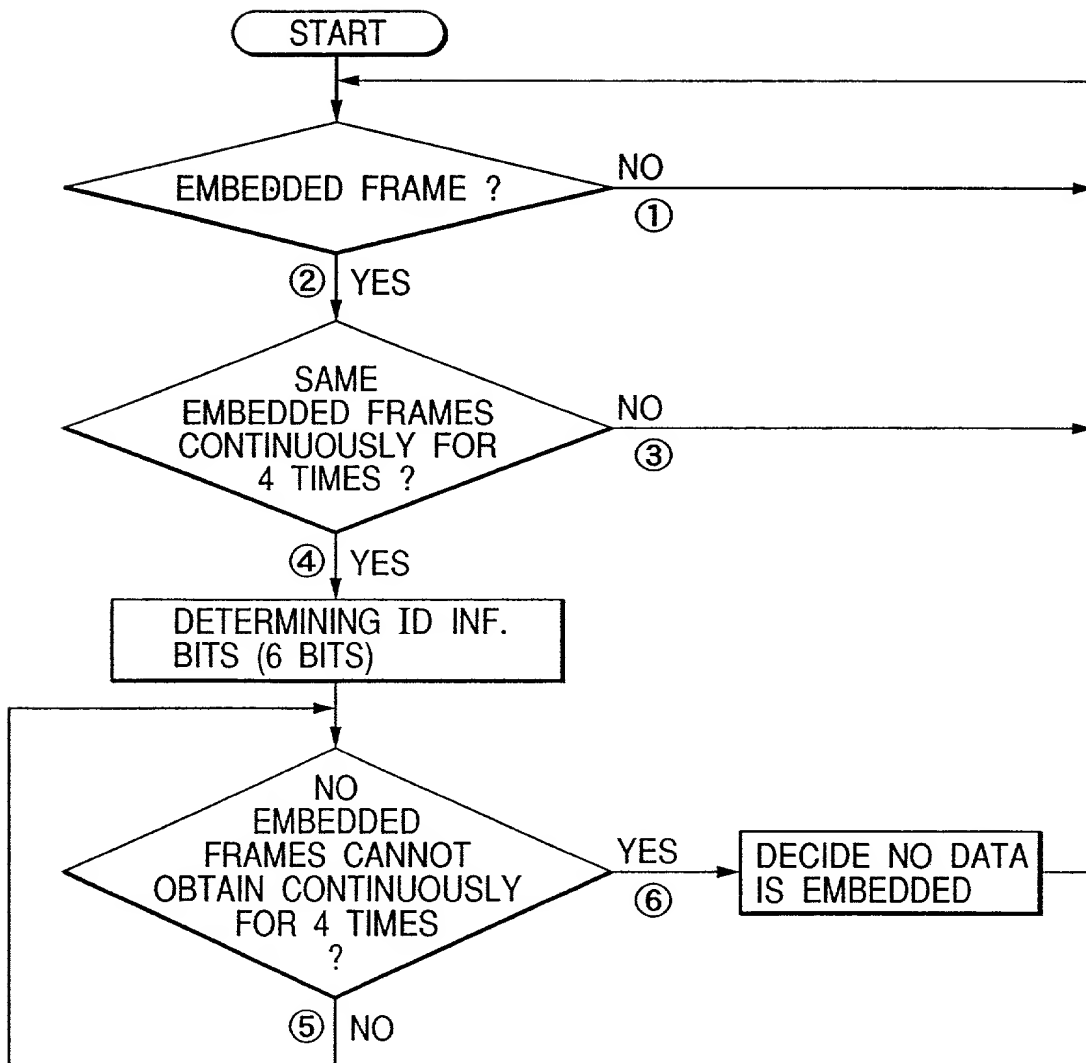 START
EMBEDDED FRAME ?
NO
①
② YES
SAME
EMBEDDED FRAMES
CONTINUOUSLY FOR
4 TIMES ?
NO
③
④ YES
DETERMINING ID INF.
BITS (6 BITS)
NO
EMBEDDED
FRAMES CANNOT
OBTAIN CONTINUOUSLY
FOR 4 TIMES
?
YES
⑥
DECIDE NO DATA
IS EMBEDDED
⑤ NO